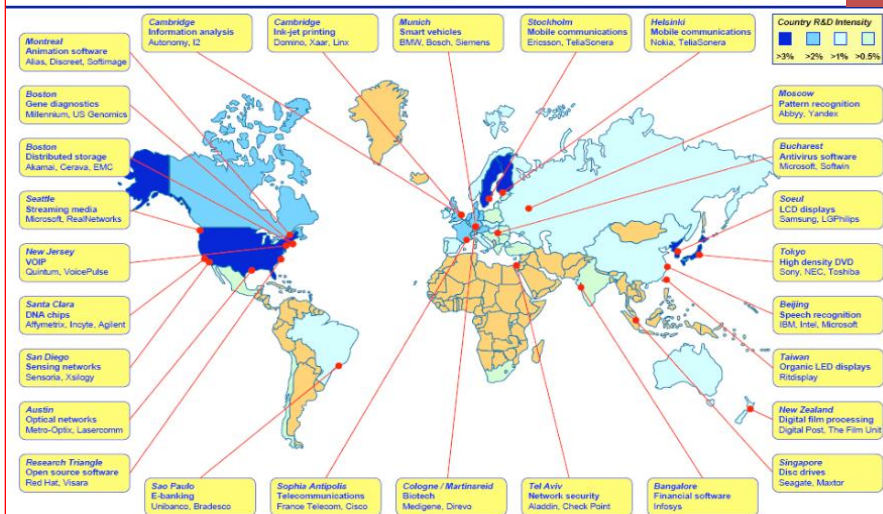 Cambridge
Information analysis
Autonomy, I2
Cambridge
Ink-jet printing
Domino, Xaar, Linx
Munich
Smart vehicles
BMW, Bosch, Siemens
Stockholm
Mobile communications
Ericsson, TeliaSonera
Helsinki
Mobile communications
Nokia, TeliaSonera
Country R&D Intensity
>3% >2% >1% >0.5%
Montreal
Animation software
Alias, Discreet, Softimage
Boston
Gene diagnostics
Millennium, US Genomics
Boston
Distributed storage
Akamai, Cerava, EMC
Seattle
Streaming media
Microsoft, RealNetworks
New Jersey
VOIP
Quintum, VoicePulse
Santa Clara
DNA chips
Affymetrix, Incyte, Agilent
San Diego
Sensing networks
Sensoria, Xsilogy
Austin
Optical networks
Metro-Optix, Lasercomm
Research Triangle
Open source software
Red Hat, Visara
Moscow
Pattern recognition
Abbyy, Yandex
Bucharest
Antivirus software
Microsoft, Softwin
Soeul
LCD displays
Samsung, LGPhilips
Tokyo
High density DVD
Sony, NEC, Toshiba
Beijing
Speech recognition
IBM, Intel, Microsoft
Taiwan
Organic LED displays
Ritdisplay
New Zealand
Digital film processing
Digital Post, The Film Unit
Singapore
Disc drives
Seagate, Maxtor
Sao Paulo
E-banking
Unibanco, Bradesco
Sophia Antipolis
Telecommunications
France Telecom, Cisco
Cologne / Martinsreid
Biotech
Medigene, Direvo
Tel Aviv
Network security
Aladdin, Check Point
Bangalore
Financial software
Infosys